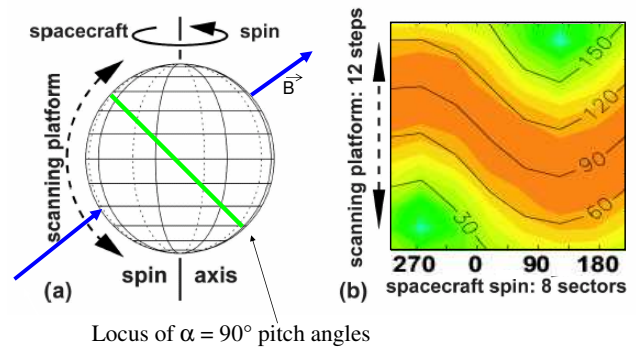 spacecraft spin
scanning platform
B
spin axis
(a)
Locus of α = 90° pitch angles
scanning platform: 12 steps
150
120
90
60
30
270 0 90 180
(b) spacecraft spin: 8 sectors